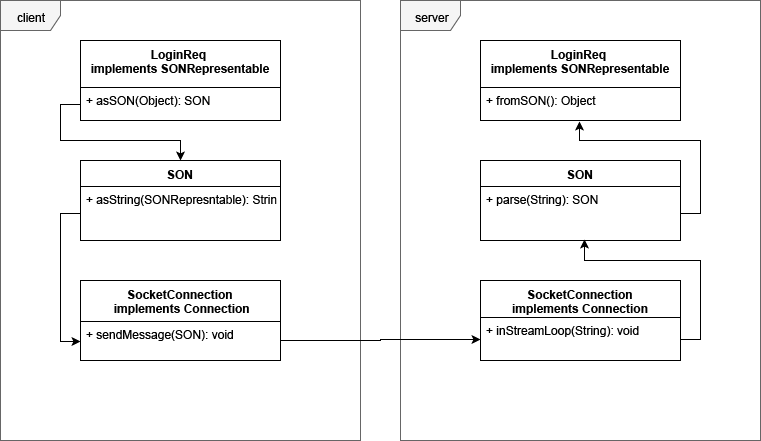 client
LoginReq
implements SONRepresentable
+ asSON(Object): SON
SON
+ asString(SONRepresntable): Strin
SocketConnection
implements Connection
+ sendMessage(SON): void
server
LoginReq
implements SONRepresentable
+ fromSON(): Object
SON
+ parse(String): SON
SocketConnection
implements Connection
+ inStreamLoop(String): void